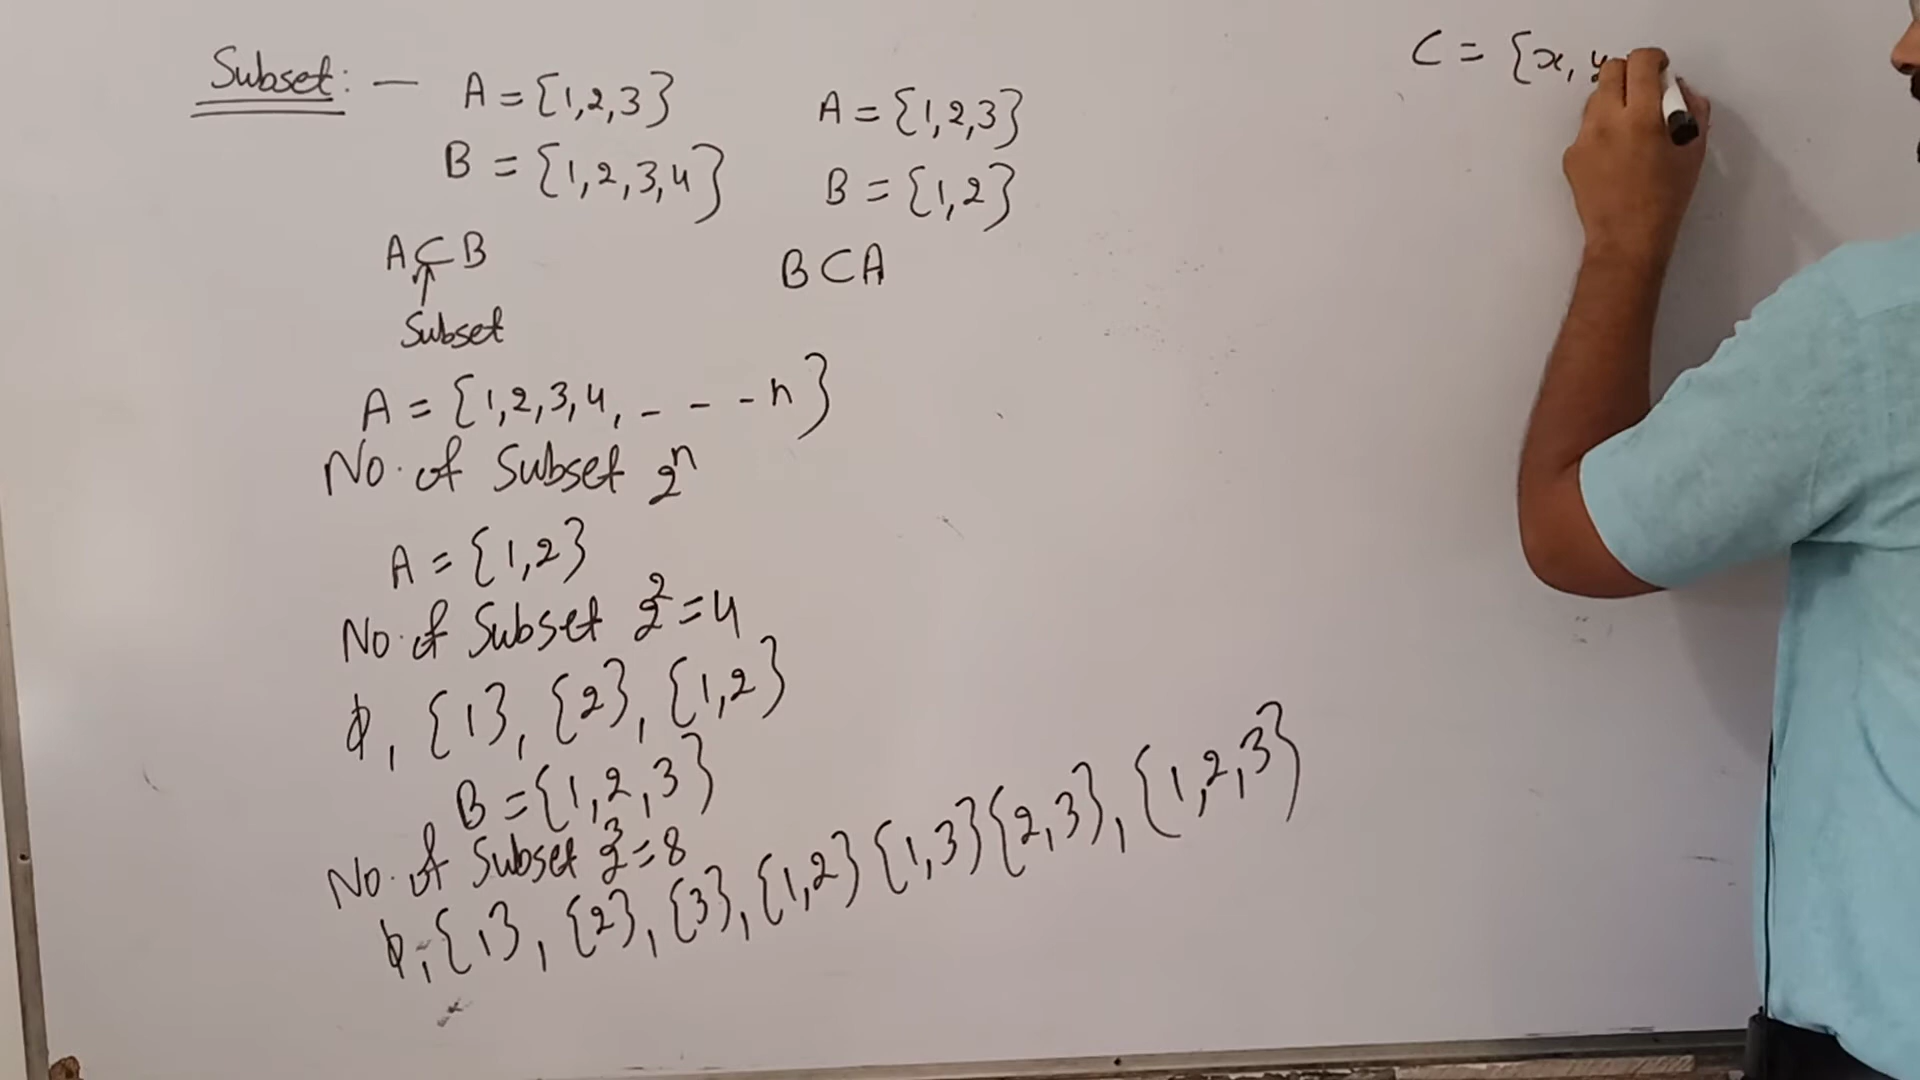 Subset: — A = {1,2,3}
B = {1,2,3,4}
A ⊂ B
↑
Subset
A = {1,2,3}
B = {1,2}
B ⊂ A
A = {1,2,3,4, - - - n}
No. of Subset 2ⁿ
A = {1,2}
No. of Subset 2² = 4
ϕ, {1}, {2}, {1,2}
B = {1,2,3}
No. of Subset 2³ = 8
ϕ, {1}, {2}, {3}, {1,2} {1,3} {2,3}, {1,2,3}
C = {x, y